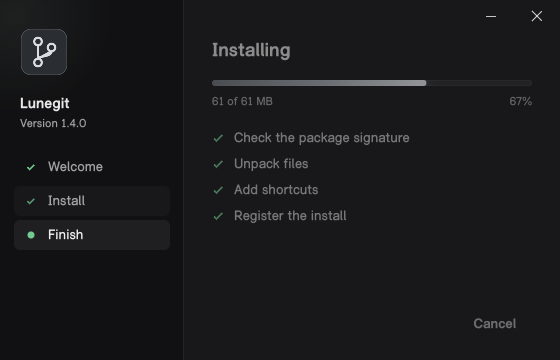 Lunegit
Version 1.4.0
Welcome
Install
Finish
Installing
61 of 61 MB
67%
Check the package signature
Unpack files
Add shortcuts
Register the install
Cancel